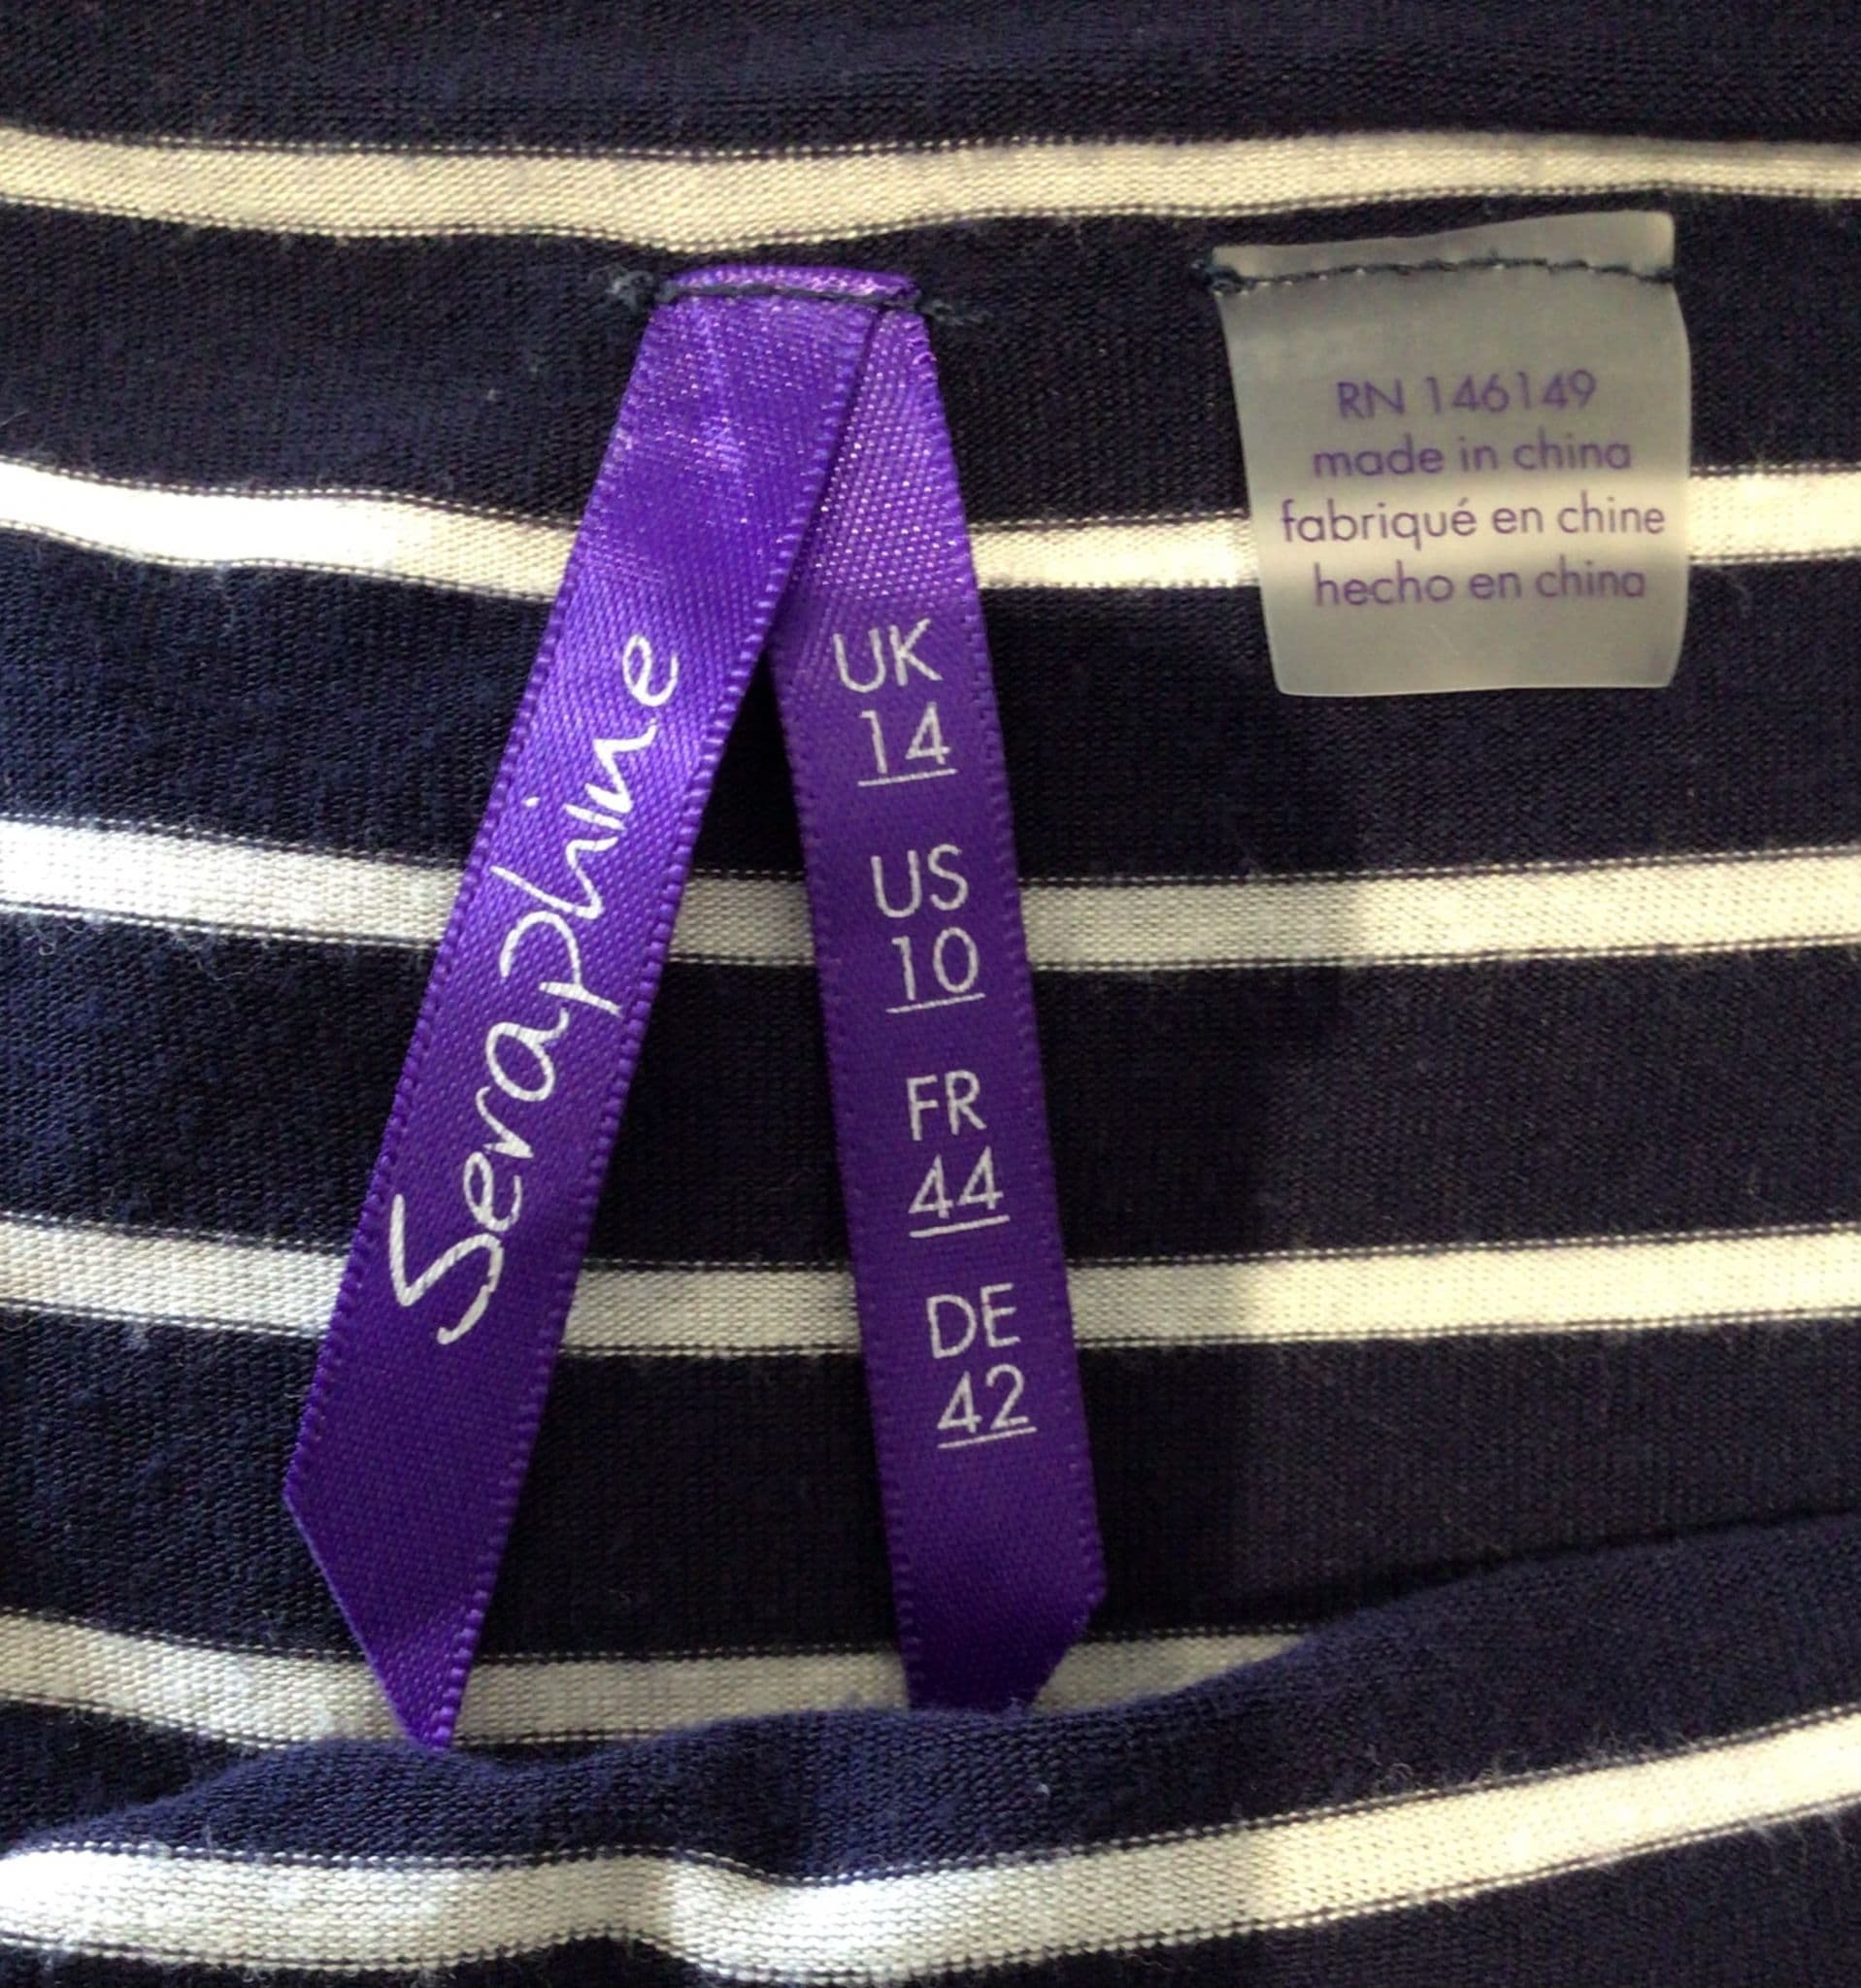 Seraphine
UK
14
US
10
FR
44
DE
42
RN 146149
made in china
fabriqué en chine
hecho en china